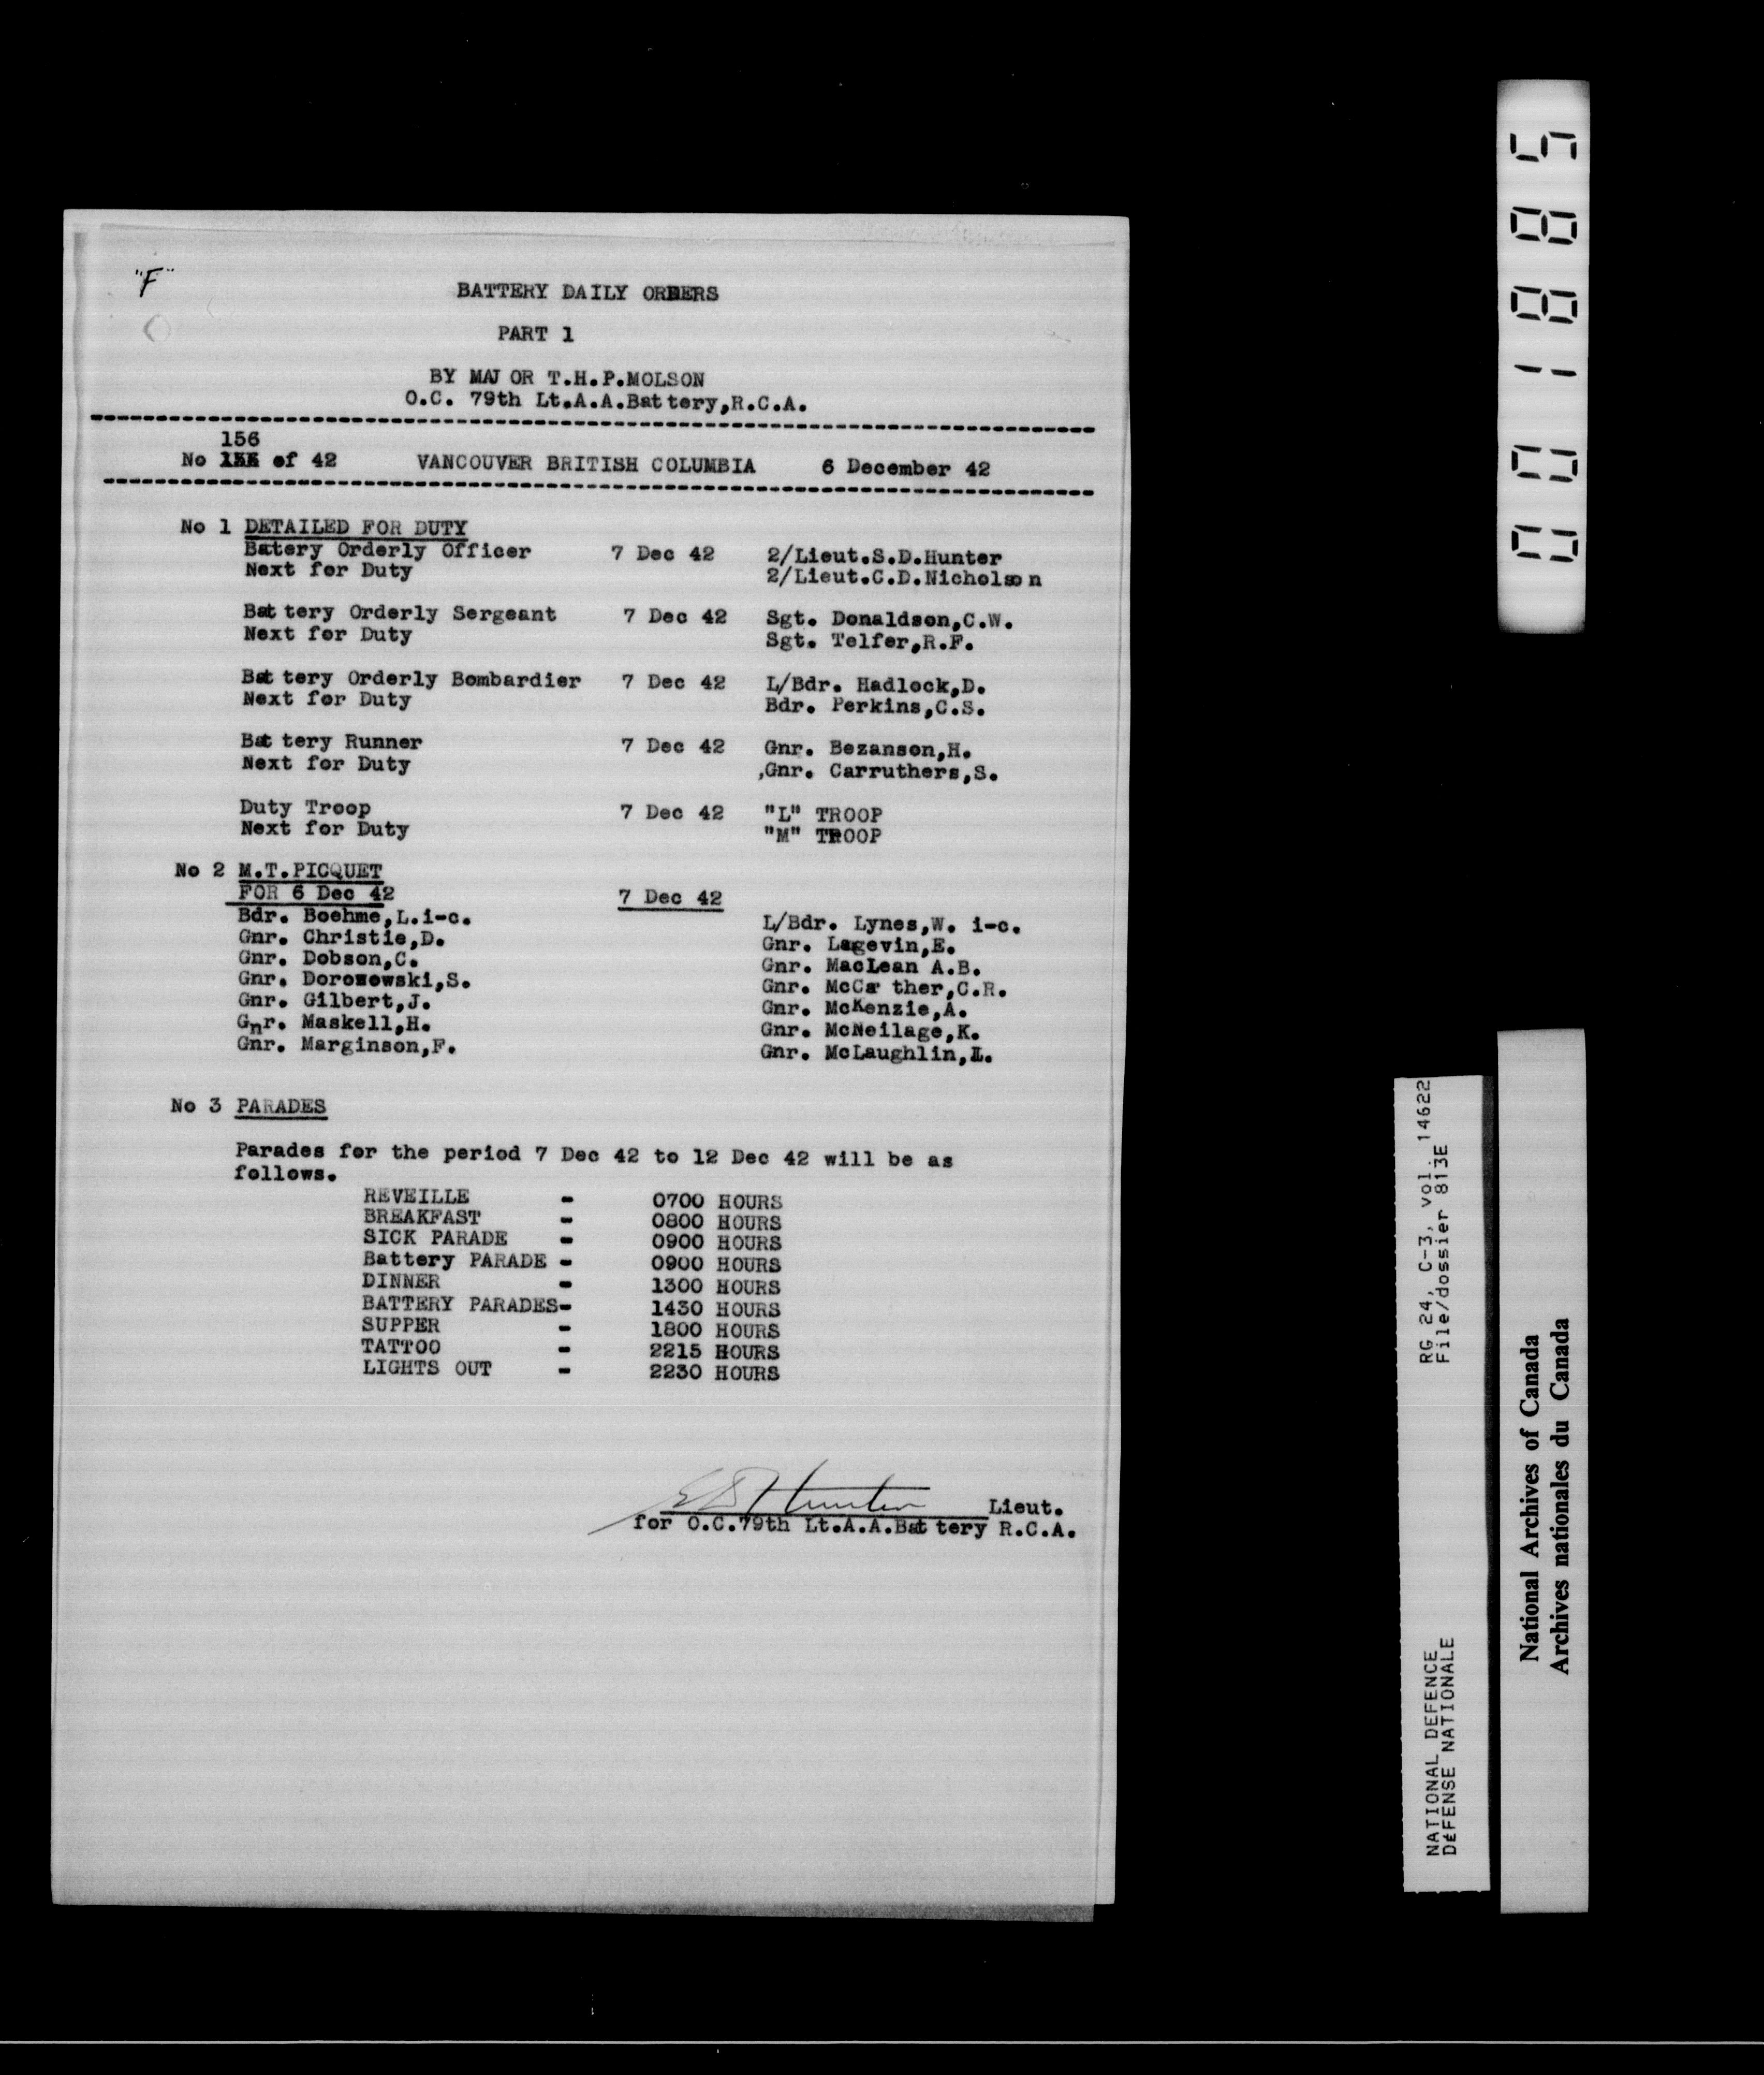 "F"
BATTERY DAILY ORDERS
PART 1
BY MAJ OR T.H.P.MOLSON
O.C. 79th Lt.A.A.Battery,R.C.A.
156
No of 42 VANCOUVER BRITISH COLUMBIA 6 December 42
No 1 DETAILED FOR DUTY
Batery Orderly Officer 7 Dec 42 2/Lieut.S.D.Hunter
Next for Duty 2/Lieut.C.D.Nicholson
Battery Orderly Sergeant 7 Dec 42 Sgt. Donaldson,C.W.
Next for Duty Sgt. Telfer,R.F.
Battery Orderly Bombardier 7 Dec 42 L/Bdr. Hadlock,D.
Next for Duty Bdr. Perkins,C.S.
Battery Runner 7 Dec 42 Gnr. Bezanson,H.
Next for Duty ,Gnr. Carruthers,S.
Duty Troop 7 Dec 42 "L" TROOP
Next for Duty "M" TROOP
No 2 M.T.PICQUET
FOR 6 Dec 42 7 Dec 42
Bdr. Boehme,L.i-c. L/Bdr. Lynes,W. i-c.
Gnr. Christie,D. Gnr. Lagevin,E.
Gnr. Dobson,C. Gnr. MacLean A.B.
Gnr. Gnr. McCar ther,C.R.
Gnr. Gilbert,J. Gnr. McKenzie,A.
Gnr. Maskell,H. Gnr. McNeilage,K.
Gnr. Marginson,F. Gnr. McLaughlin,L.
No 3 PARADES
Parades for the period 7 Dec 42 to 12 Dec 42 will be as
follows.
REVEILLE - 0700 HOURS
BREAKFAST - 0800 HOURS
SICK PARADE - 0900 HOURS
Battery PARADE - 0900 HOURS
DINNER - 1300 HOURS
BATTERY PARADES- 1430 HOURS
SUPPER - 1800 HOURS
TATTOO - 2215 HOURS
LIGHTS OUT - 2230 HOURS
Hunter Lieut.
for O.C.79th Lt.A.A.Battery R.C.A.
001885
RG 24, C-3, vol. 14622
File/dossier 813E
NATIONAL DEFENCE
DÉFENSE NATIONALE
National Archives of Canada
Archives nationales du Canada